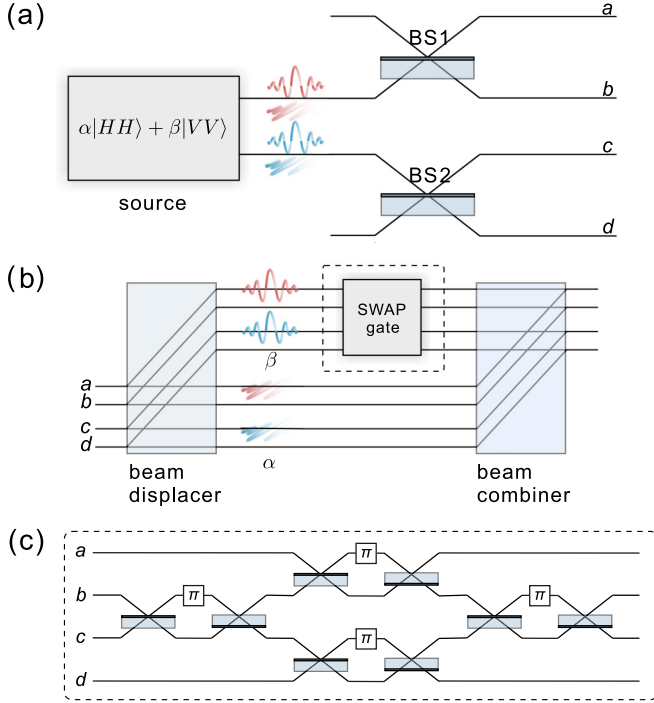 (a)
a
BS1
b
α|HH⟩ + β|VV⟩
c
BS2
source
d
(b)
SWAP
gate
β
a
b
c
d
α
beam
displacer
beam
combiner
(c)
a
π
b
π
π
c
π
d